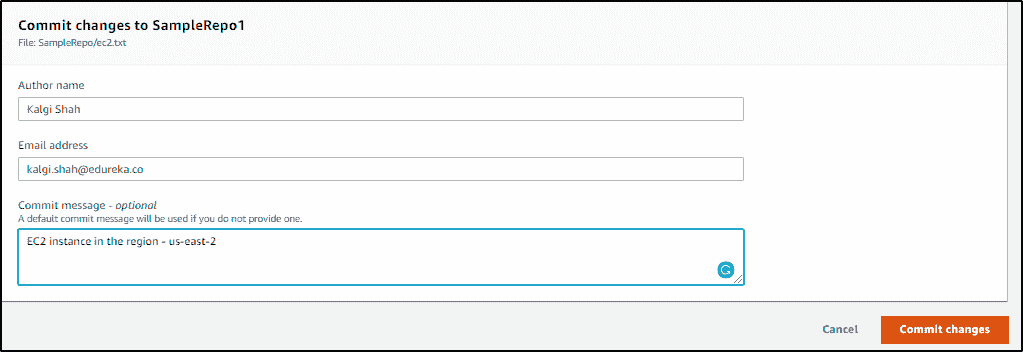 Commit changes to SampleRepo1
File: SampleRepo/ec2.txt
Author name
Kalgi Shah
Email address
kalgi.shah@edureka.co
Commit message - optional
A default commit message will be used if you do not provide one.
EC2 instance in the region - us-east-2
G
Cancel
Commit changes